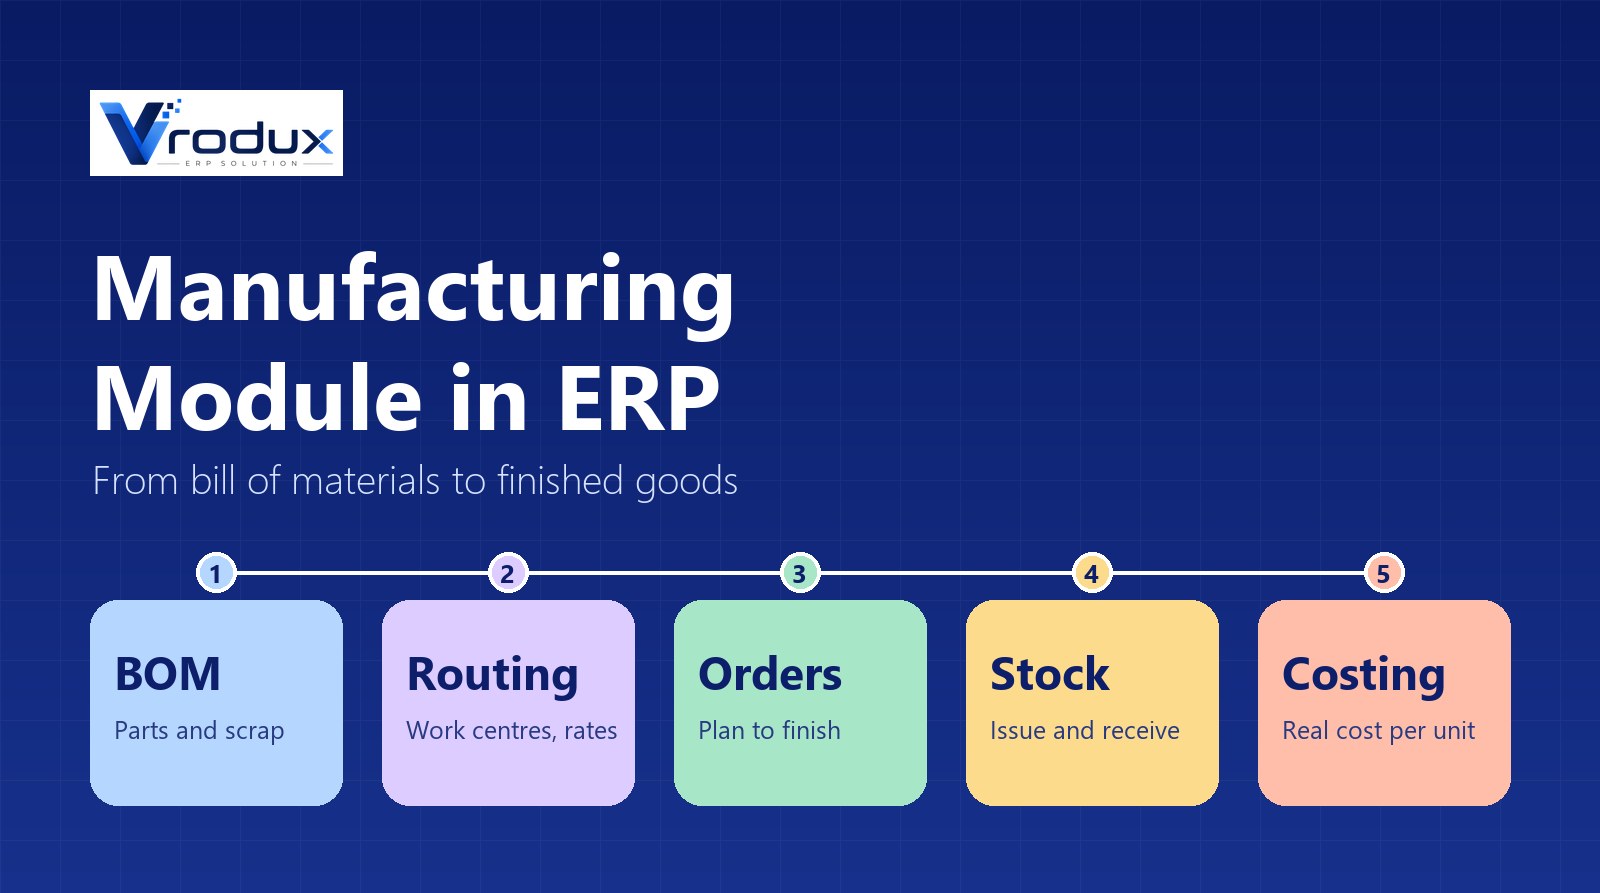 Vrodux
ERP SOLUTION
Manufacturing
Module in ERP
From bill of materials to finished goods
1
2
3
4
5
BOM
Parts and scrap
Routing
Work centres, rates
Orders
Plan to finish
Stock
Issue and receive
Costing
Real cost per unit